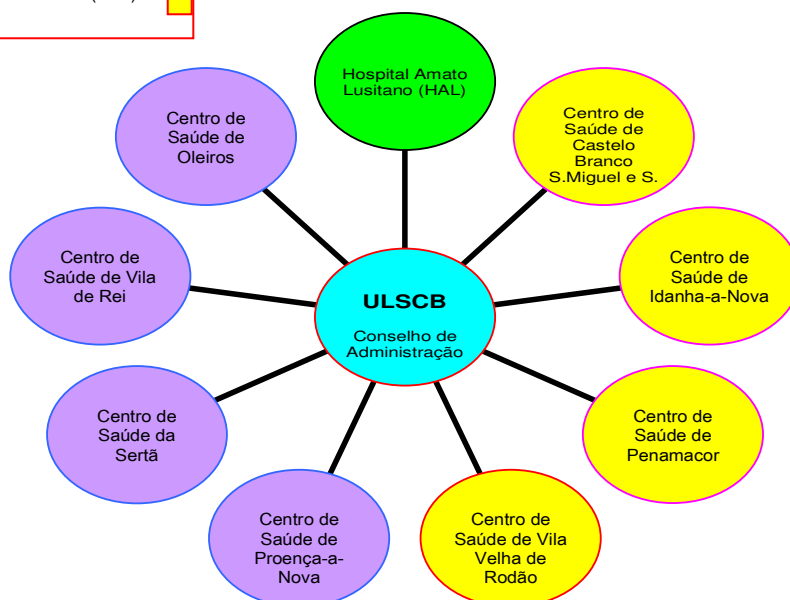 Hospital Amato
Lusitano (HAL)
Centro de
Saúde de
Castelo
Branco
S.Miguel e S.
Centro de
Saúde de
Idanha-a-Nova
Centro de
Saúde de
Penamacor
Centro de
Saúde de Vila
Velha de
Rodão
Centro de
Saúde de
Proença-a-
Nova
Centro de
Saúde da
Sertã
Centro de
Saúde de Vila
de Rei
Centro de
Saúde de
Oleiros
ULSCB
Conselho de
Administração